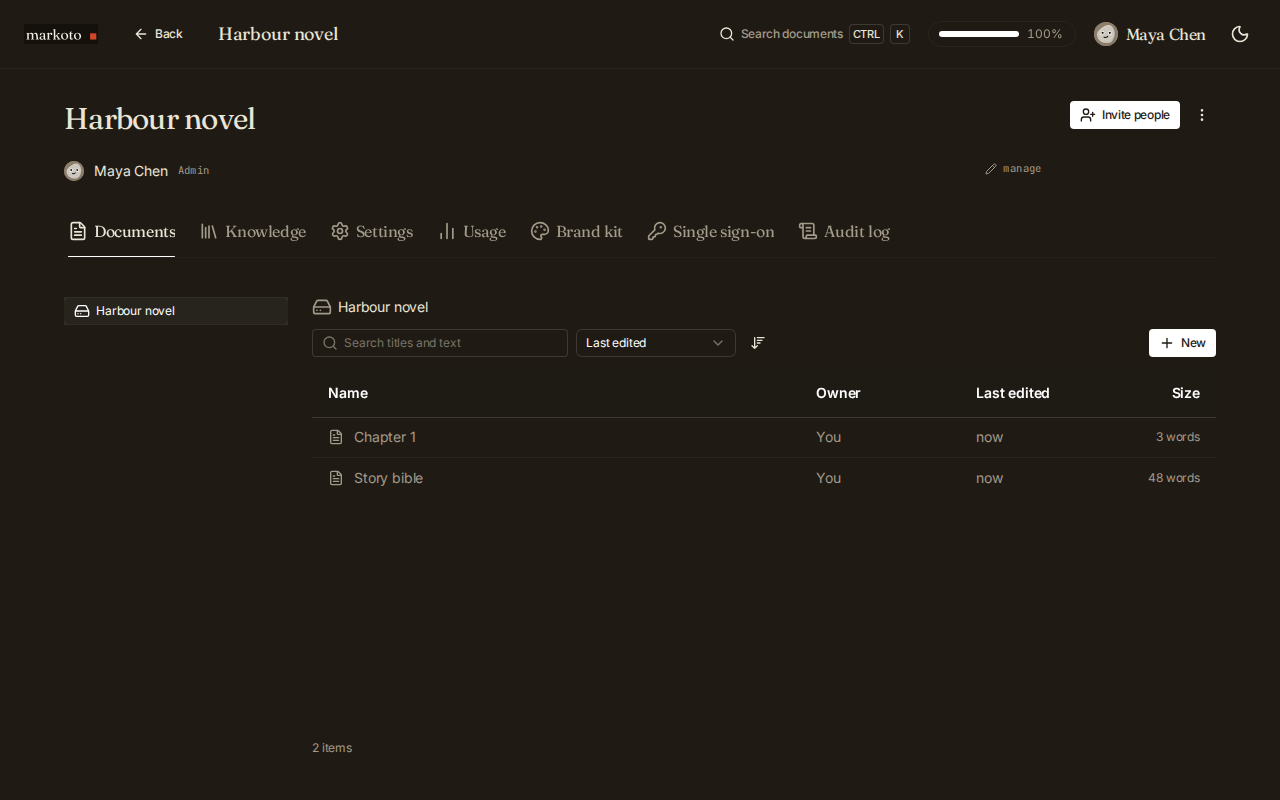 markoto
Back
Harbour novel
Search documents CTRL K
100%
Maya Chen
Harbour novel
Invite people
Maya Chen Admin
manage
Documents Knowledge Settings Usage Brand kit Single sign-on Audit log
Harbour novel
Harbour novel
Search titles and text
Last edited
New
Name Owner Last edited Size
Chapter 1 You now 3 words
Story bible You now 48 words
2 items